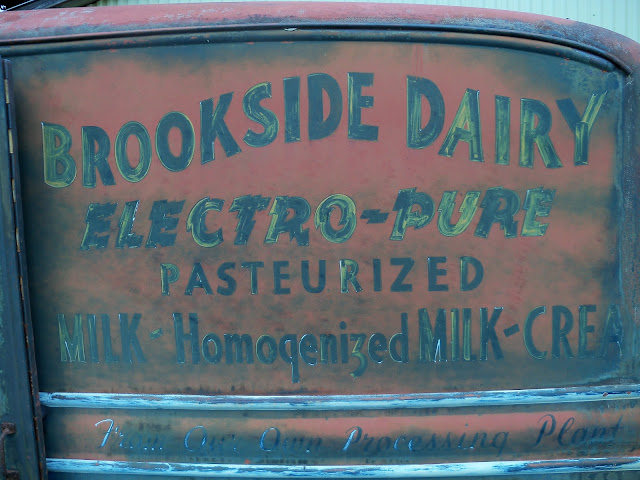 BROOKSIDE DAIRY
ELECTRO-PURE
PASTEURIZED
MILK - Homogenized MILK-CREA
From Our Own Processing Plant